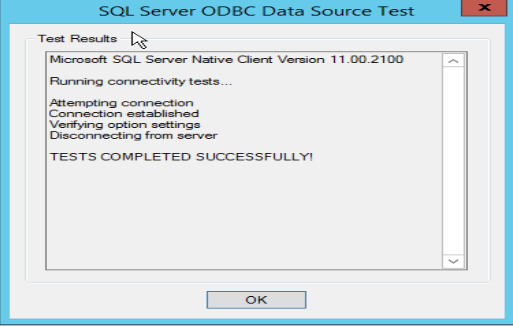 SQL Server ODBC Data Source Test
x
Test Results
Microsoft SQL Server Native Client Version 11.00.2100
Running connectivity tests...
Attempting connection
Connection established
Verifying option settings
Disconnecting from server
TESTS COMPLETED SUCCESSFULLY!
OK